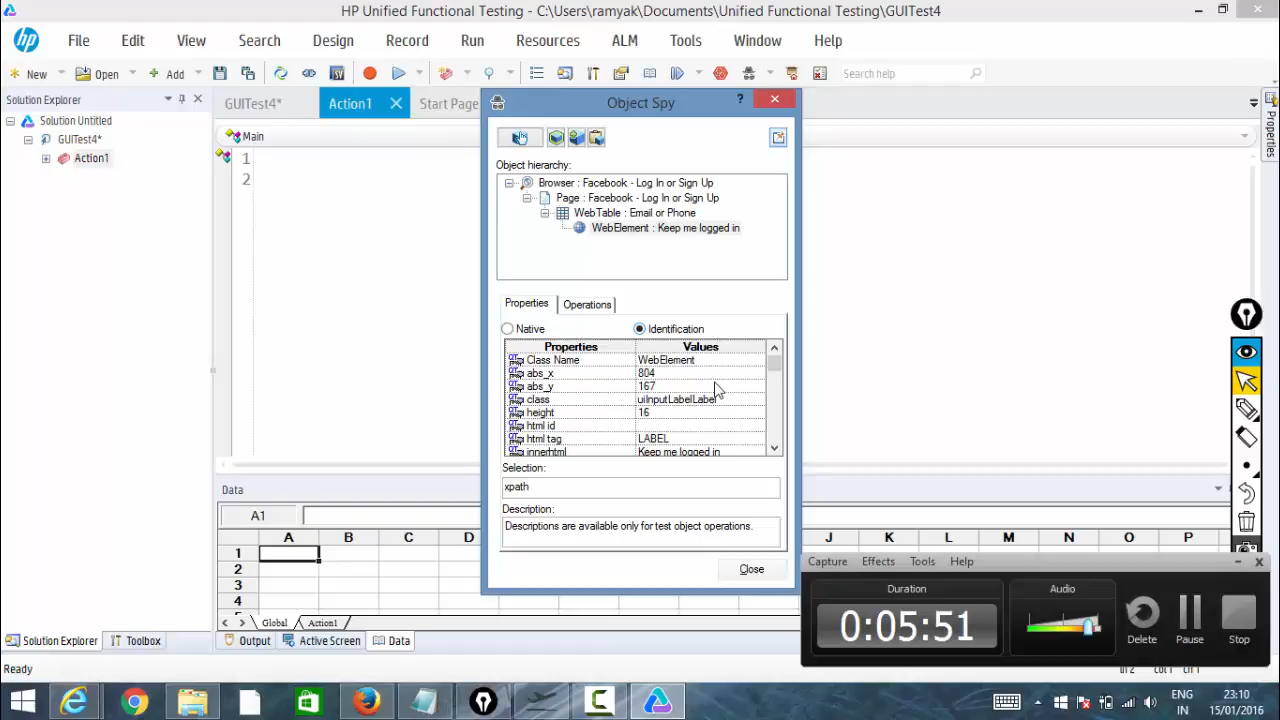 HP Unified Functional Testing - C:\Users\ramyak\Documents\Unified Functional Testing\GUITest4
hp File Edit View Search Design Record Run Resources ALM Tools Window Help
New Open Add Search help
Solution Explorer
GUITest4* Action1 Start Page
Solution Untitled
GUITest4*
Action1
Main
1
2
Properties
Object Spy
?
Object hierarchy:
Browser : Facebook - Log In or Sign Up
Page : Facebook - Log In or Sign Up
WebTable : Email or Phone
WebElement : Keep me logged in
Properties Operations
Native Identification
Properties Values
Class Name WebElement
abs_x 804
abs_y 167
class uiInputLabelLabel
height 16
html id
html tag LABEL
innerhtml Keep me logged in
Selection:
xpath
Description:
Descriptions are available only for test object operations.
Close
Data
A1
A B C D J K L M N O P
1
2
3
4
5
Global Action1
Solution Explorer Toolbox Output Active Screen Data
Ready
Capture Effects Tools Help
Duration Audio
0:05:51
Delete Pause Stop
ENG
IN
23:10
15/01/2016